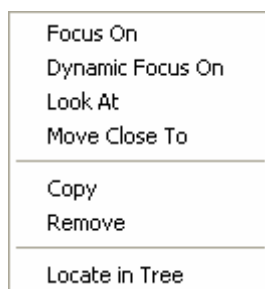 Focus On
Dynamic Focus On
Look At
Move Close To
Copy
Remove
Locate in Tree